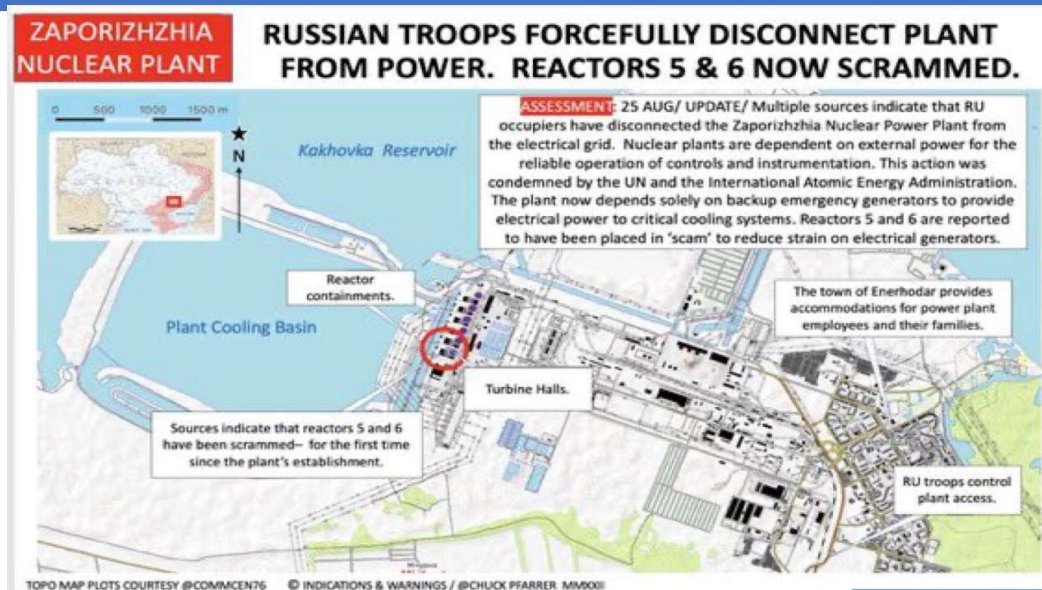 ZAPORIZHZHIA
NUCLEAR PLANT
RUSSIAN TROOPS FORCEFULLY DISCONNECT PLANT
FROM POWER. REACTORS 5 & 6 NOW SCRAMMED.
0 500 1000 1500 m
N
Kakhovka Reservoir
ASSESSMENT: 25 AUG/ UPDATE/ Multiple sources indicate that RU
occupiers have disconnected the Zaporizhzhia Nuclear Power Plant from
the electrical grid. Nuclear plants are dependent on external power for the
reliable operation of controls and instrumentation. This action was
condemned by the UN and the International Atomic Energy Administration.
The plant now depends solely on backup emergency generators to provide
electrical power to critical cooling systems. Reactors 5 and 6 are reported
to have been placed in ‘scam’ to reduce strain on electrical generators.
Reactor
containments.
The town of Enerhodar provides
accommodations for power plant
employees and their families.
Plant Cooling Basin
Turbine Halls.
Sources indicate that reactors 5 and 6
have been scrammed– for the first time
since the plant’s establishment.
RU troops control
plant access.
TOPO MAP PLOTS COURTESY @COMMCEN76 © INDICATIONS & WARNINGS / @CHUCK PFARRER MMXXII